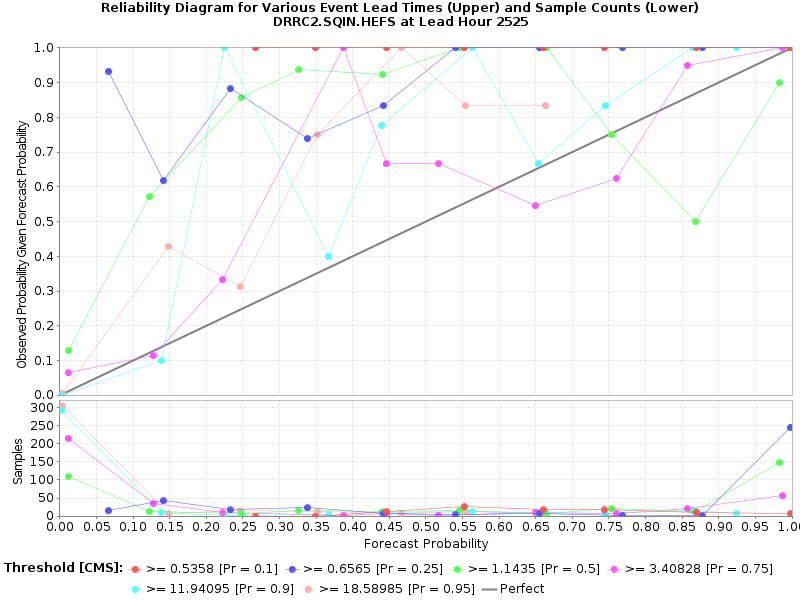 Reliability Diagram for Various Event Lead Times (Upper) and Sample Counts (Lower)
DRRC2.SQIN.HEFS at Lead Hour 2525
Observed Probability Given Forecast Probability
1.0
0.9
0.8
0.7
0.6
0.5
0.4
0.3
0.2
0.1
0.0
Samples
300
250
200
150
100
50
0
0.00 0.05 0.10 0.15 0.20 0.25 0.30 0.35 0.40 0.45 0.50 0.55 0.60 0.65 0.70 0.75 0.80 0.85 0.90 0.95 1.0
Forecast Probability
Threshold [CMS]: >= 0.5358 [Pr = 0.1] >= 0.6565 [Pr = 0.25] >= 1.1435 [Pr = 0.5] >= 3.40828 [Pr = 0.75]
>= 11.94095 [Pr = 0.9] >= 18.58985 [Pr = 0.95] Perfect